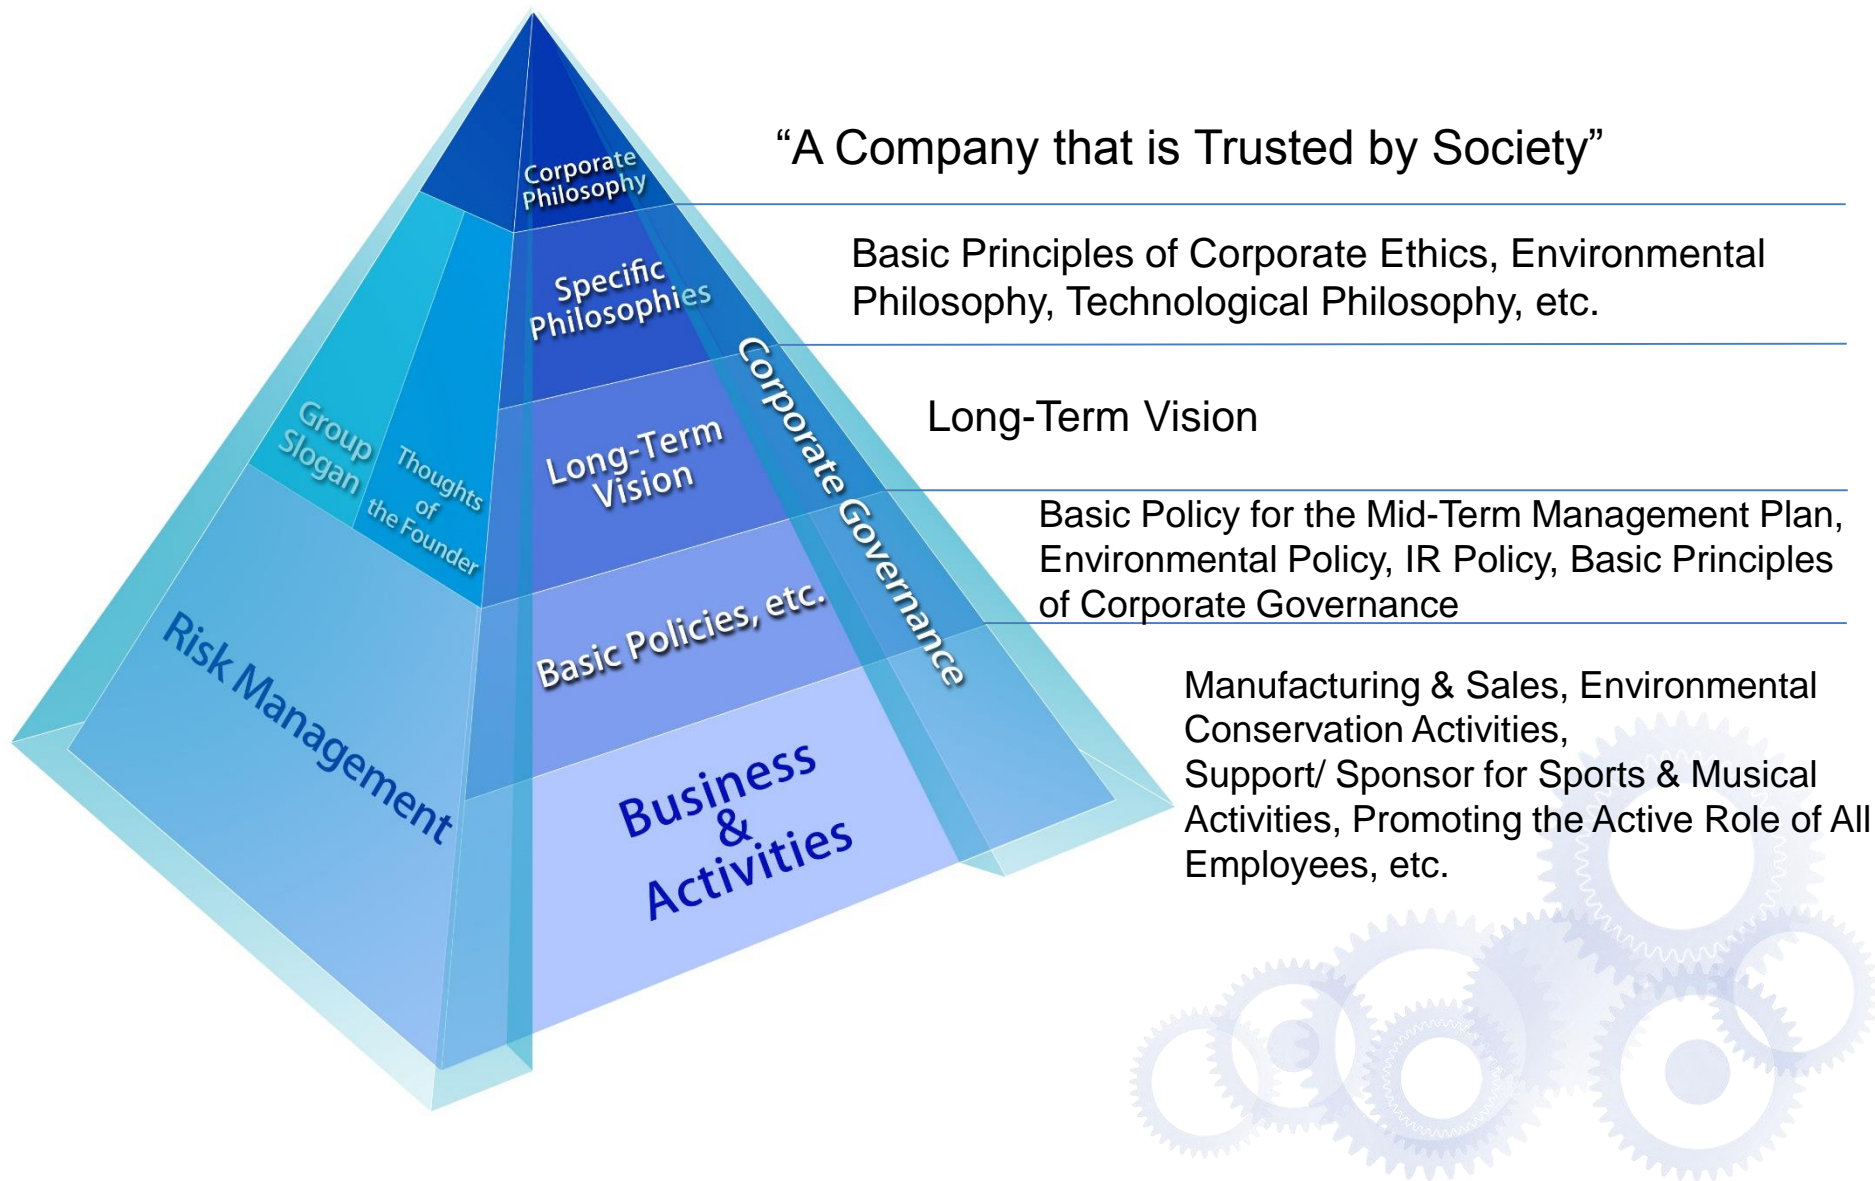 Corporate
Philosophy
“A Company that is Trusted by Society”
Specific
Philosophies
Basic Principles of Corporate Ethics, Environmental
Philosophy, Technological Philosophy, etc.
Group
Slogan
Thoughts
of
the Founder
Long-Term
Vision
Corporate Governance
Long-Term Vision
Basic Policies, etc.
Basic Policy for the Mid-Term Management Plan,
Environmental Policy, IR Policy, Basic Principles
of Corporate Governance
Risk Management
Business
&
Activities
Manufacturing & Sales, Environmental
Conservation Activities,
Support/ Sponsor for Sports & Musical
Activities, Promoting the Active Role of All
Employees, etc.